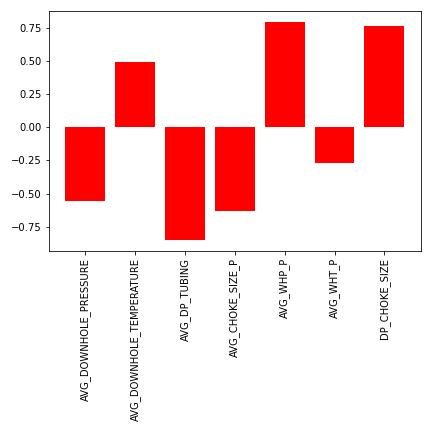 0.75
0.50
0.25
0.00
−0.25
−0.50
−0.75
AVG_DOWNHOLE_PRESSURE
AVG_DOWNHOLE_TEMPERATURE
AVG_DP_TUBING
AVG_CHOKE_SIZE_P
AVG_WHP_P
AVG_WHT_P
DP_CHOKE_SIZE